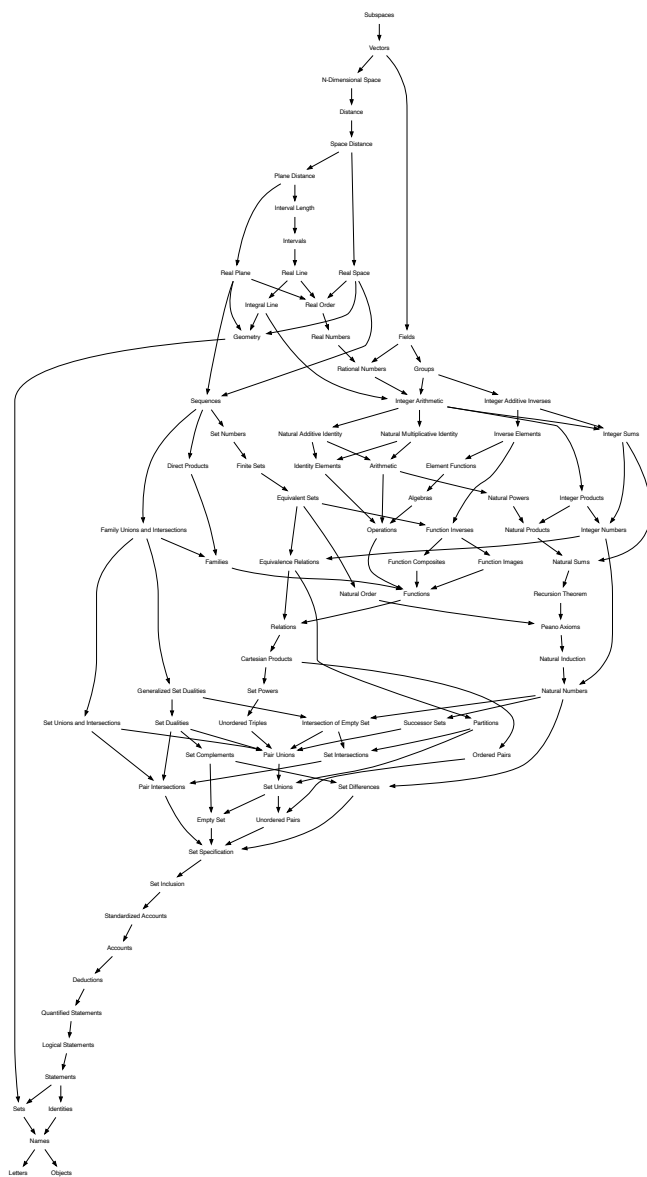 Subspaces
Vectors
N-Dimensional Space
Distance
Space Distance
Plane Distance
Interval Length
Intervals
Real Plane
Real Line
Real Space
Integral Line
Real Order
Geometry
Real Numbers
Fields
Rational Numbers
Groups
Sequences
Integer Arithmetic
Integer Additive Inverses
Set Numbers
Natural Additive Identity
Natural Multiplicative Identity
Inverse Elements
Integer Sums
Direct Products
Finite Sets
Identity Elements
Arithmetic
Element Functions
Equivalent Sets
Algebras
Natural Powers
Integer Products
Family Unions and Intersections
Operations
Function Inverses
Natural Products
Integer Numbers
Families
Equivalence Relations
Function Composites
Function Images
Natural Sums
Natural Order
Functions
Recursion Theorem
Relations
Peano Axioms
Cartesian Products
Natural Induction
Generalized Set Dualities
Set Powers
Natural Numbers
Set Unions and Intersections
Set Dualities
Unordered Triples
Intersection of Empty Set
Successor Sets
Partitions
Set Complements
Pair Unions
Set Intersections
Ordered Pairs
Pair Intersections
Set Unions
Set Differences
Empty Set
Unordered Pairs
Set Specification
Set Inclusion
Standardized Accounts
Accounts
Deductions
Quantified Statements
Logical Statements
Statements
Sets
Identities
Names
Letters
Objects